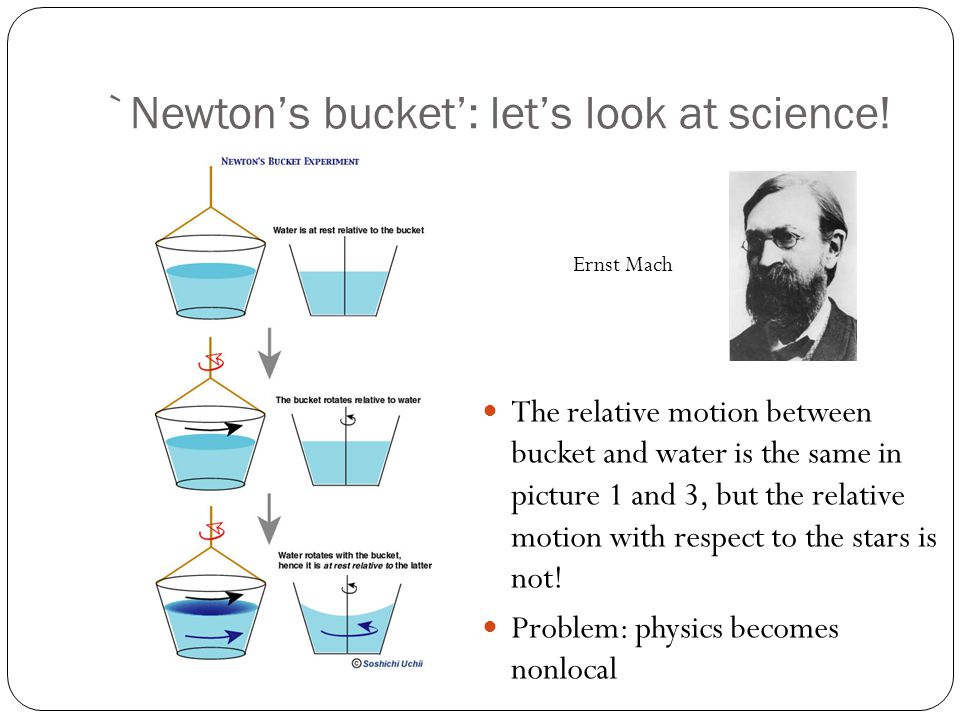 `Newton’s bucket’: let’s look at science!
NEWTON'S BUCKET EXPERIMENT
Water is at rest relative to the bucket
Ernst Mach
The bucket rotates relative to water
Water rotates with the bucket,
hence it is at rest relative to the latter
© Soshichi Uchii
• The relative motion between
bucket and water is the same in
picture 1 and 3, but the relative
motion with respect to the stars is
not!
• Problem: physics becomes
nonlocal